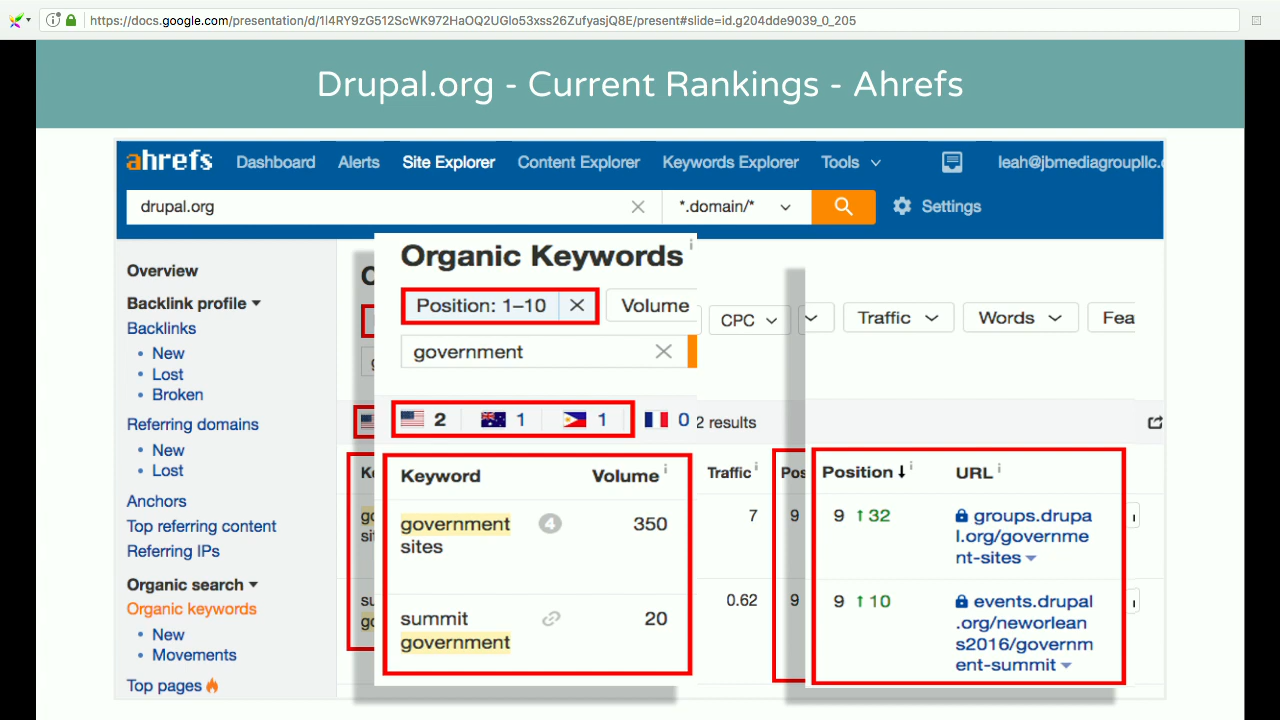 https://docs.google.com/presentation/d/1I4RY9zG512ScWK972HaOQ2UGlo53xss26ZufyasjQ8E/present#slide=id.g204dde9039_0_205
Drupal.org - Current Rankings - Ahrefs
ahrefs Dashboard Alerts Site Explorer Content Explorer Keywords Explorer Tools leah@jbmediagroupllc.c
drupal.org *.domain/* Settings
Overview
Backlink profile
Backlinks
• New
• Lost
• Broken
Referring domains
• New
• Lost
Anchors
Top referring content
Referring IPs
Organic search
Organic keywords
• New
• Movements
Top pages
Organic Keywords
Position: 1–10 Volume CPC Traffic Words Fea
government
2 1 1 0 2 results
Keyword Volume Traffic Pos Position URL
government sites 4 350 7 9 9 ↑32 groups.drupa
l.org/governme
nt-sites
summit government 20 0.62 9 9 ↑10 events.drupal
.org/neworlean
s2016/governm
ent-summit